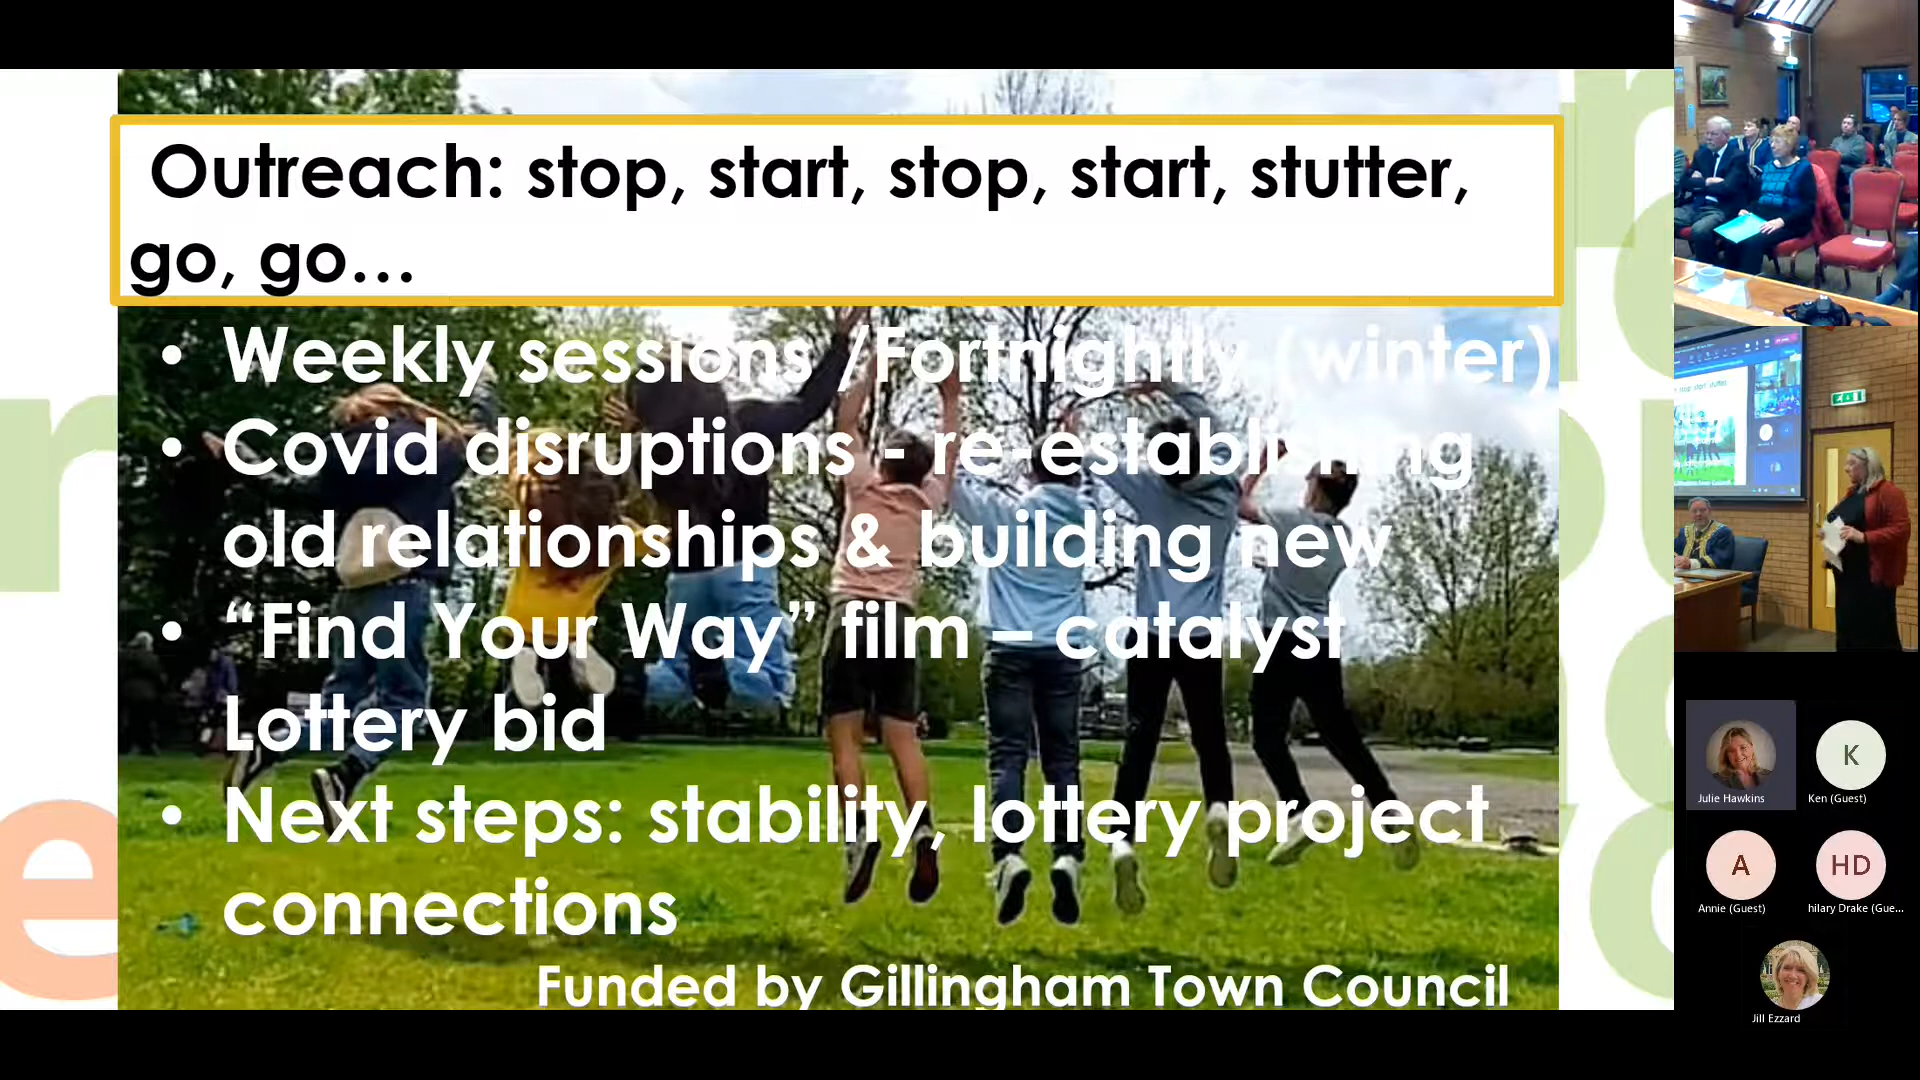 Outreach: stop, start, stop, start, stutter,
go, go…
• Weekly sessions /Fortnightly (winter)
• Covid disruptions - re-establishing
old relationships & building new
• “Find Your Way” film – catalyst
Lottery bid
• Next steps: stability, lottery project
connections
Funded by Gillingham Town Council
Julie Hawkins
K
Ken (Guest)
A
Annie (Guest)
HD
hilary Drake (Gue...
Jill Ezzard